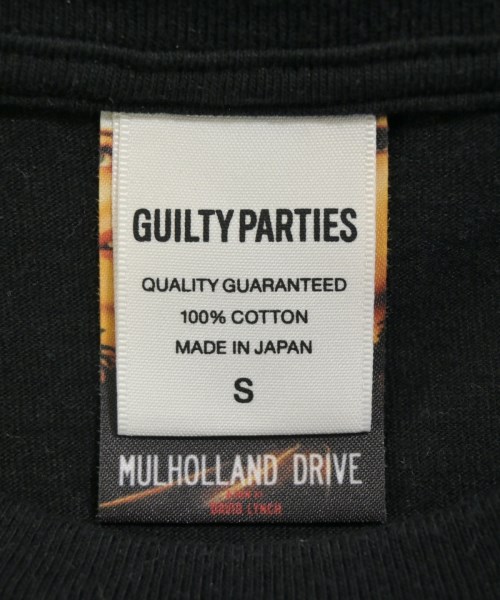 GUILTY PARTIES
QUALITY GUARANTEED
100% COTTON
MADE IN JAPAN
S
MULHOLLAND DRIVE
DAVID LYNCH